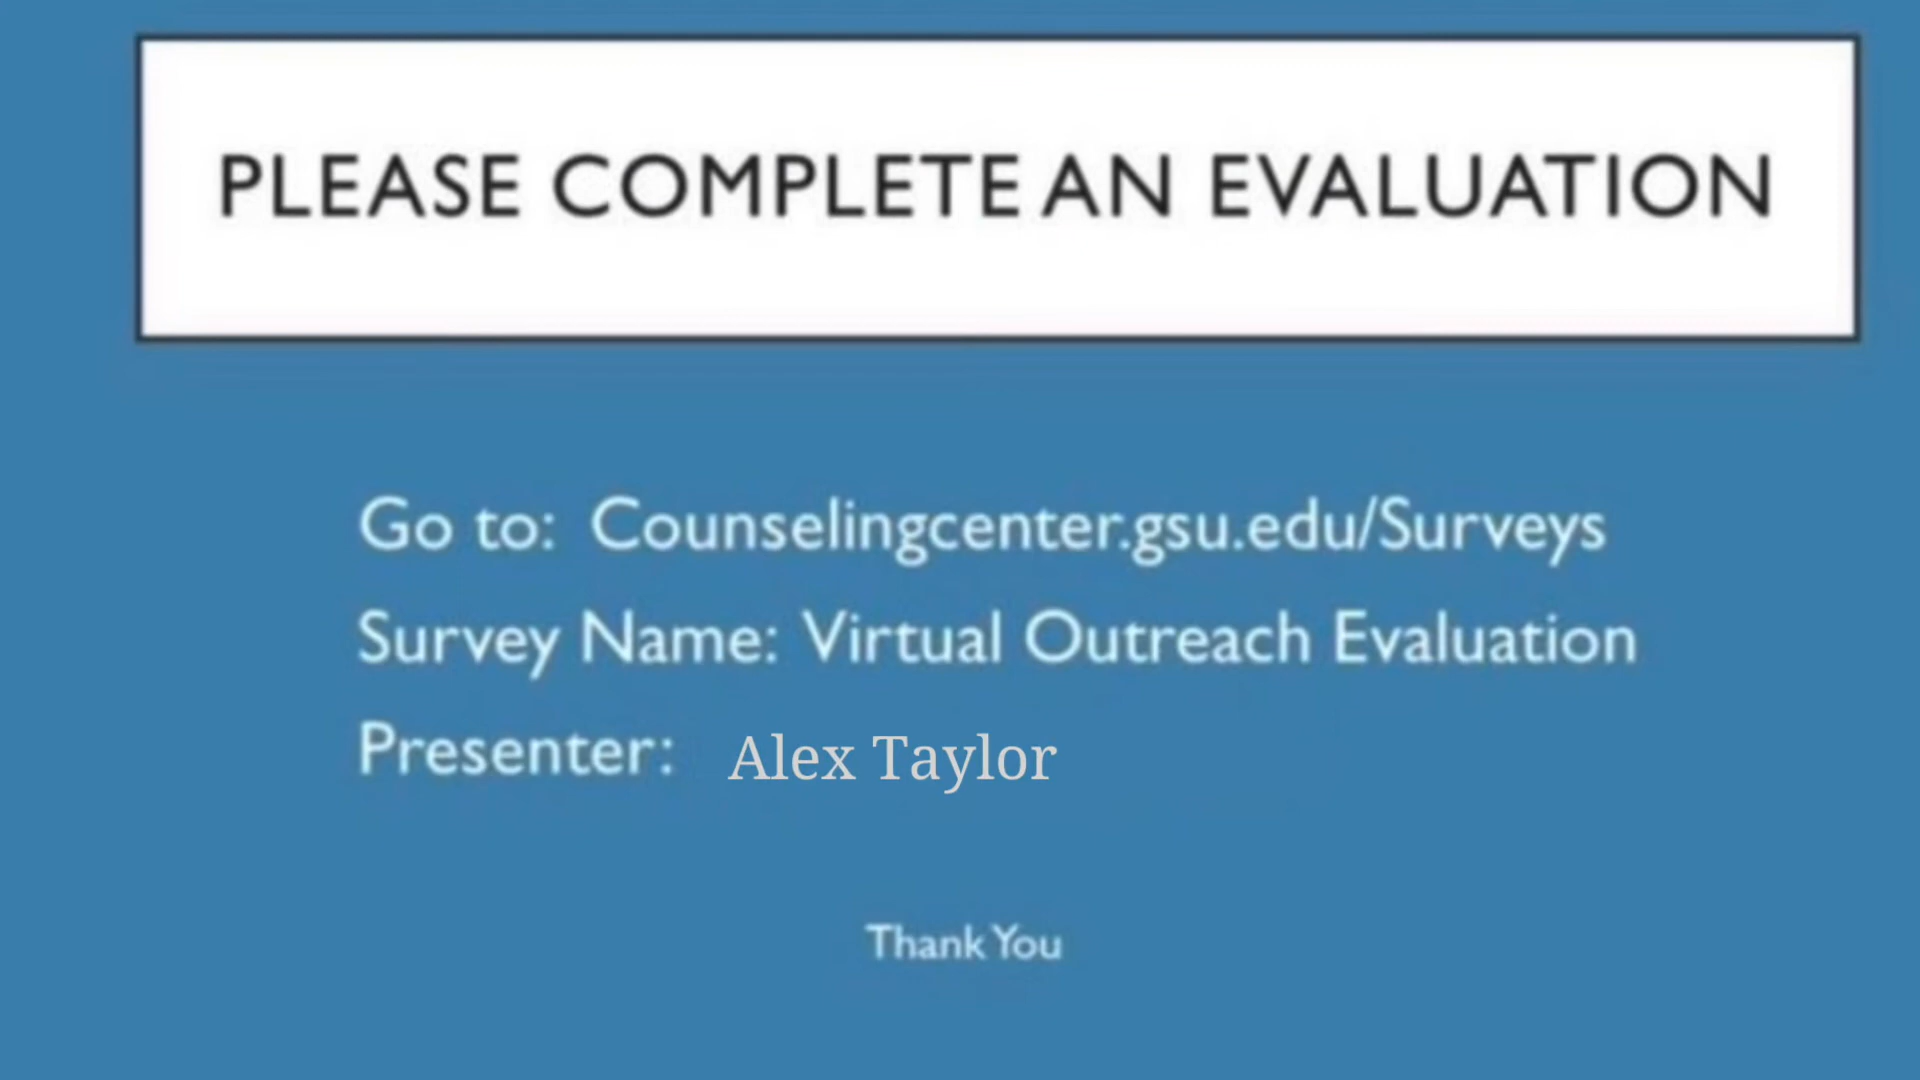 PLEASE COMPLETE AN EVALUATION
Go to: Counselingcenter.gsu.edu/Surveys
Survey Name: Virtual Outreach Evaluation
Presenter: Alex Taylor
Thank You